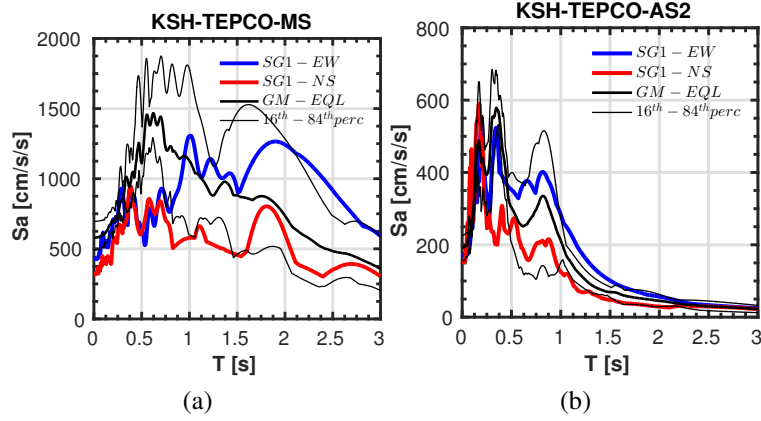 KSH-TEPCO-MS
2000
1500
1000
500
0
Sa [cm/s/s]
SG1 − EW
SG1 − NS
GM − EQL
16th − 84th perc
0 0.5 1 1.5 2 2.5 3
T [s]
(a)
KSH-TEPCO-AS2
800
600
400
200
0
Sa [cm/s/s]
SG1 − EW
SG1 − NS
GM − EQL
16th − 84th perc
0 0.5 1 1.5 2 2.5 3
T [s]
(b)